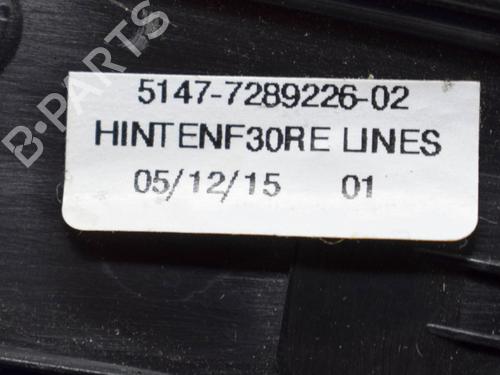 B-PARTS
5147-7289226-02
HINTENF30RE LINES
05/12/15 01